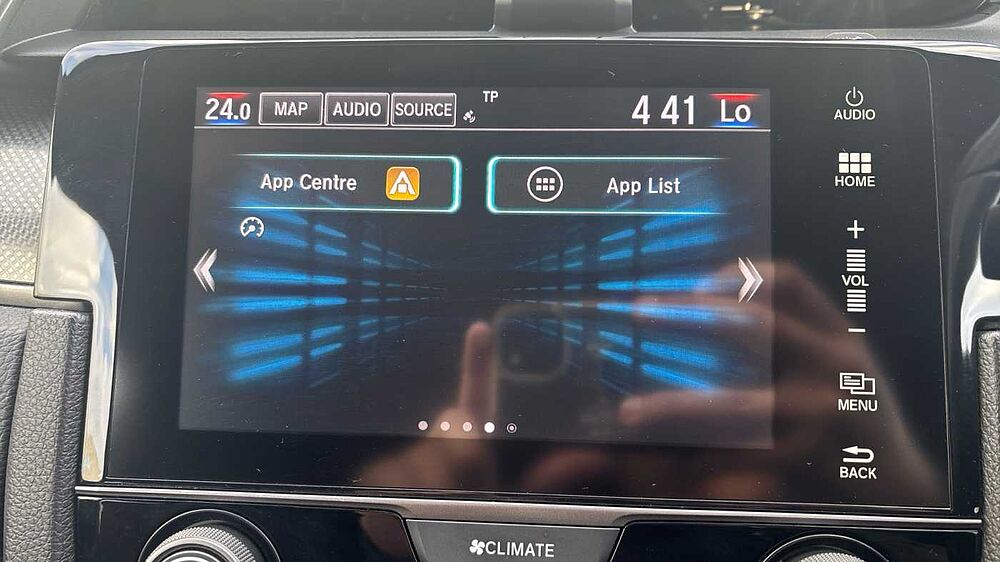 24.0 MAP AUDIO SOURCE TP 4 41 Lo
App Centre App List
AUDIO
HOME
+
VOL
−
MENU
BACK
CLIMATE